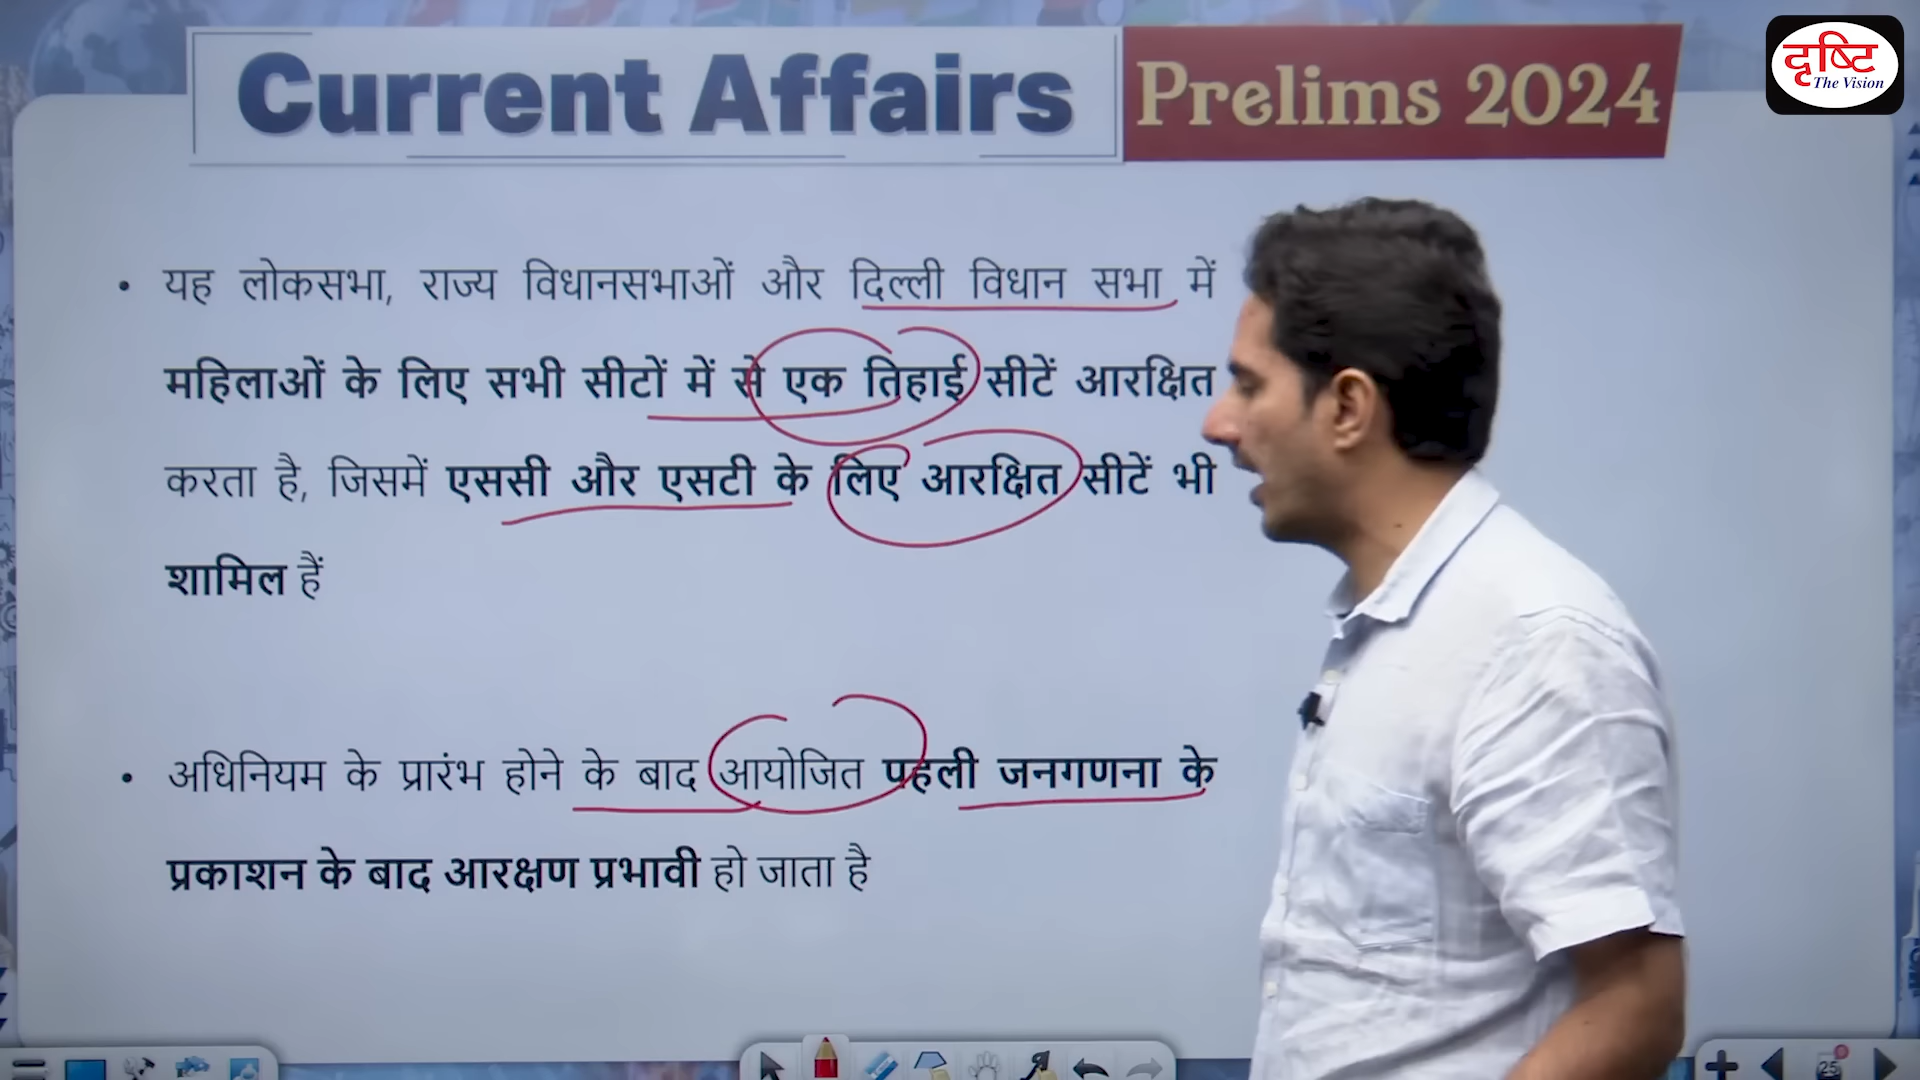 Current Affairs Prelims 2024
दृष्टि
The Vision
• यह लोकसभा, राज्य विधानसभाओं और दिल्ली विधान सभा में
महिलाओं के लिए सभी सीटों में से एक तिहाई सीटें आरक्षित
करता है, जिसमें एससी और एसटी के लिए आरक्षित सीटें भी
शामिल हैं
• अधिनियम के प्रारंभ होने के बाद आयोजित पहली जनगणना के
प्रकाशन के बाद आरक्षण प्रभावी हो जाता है
25